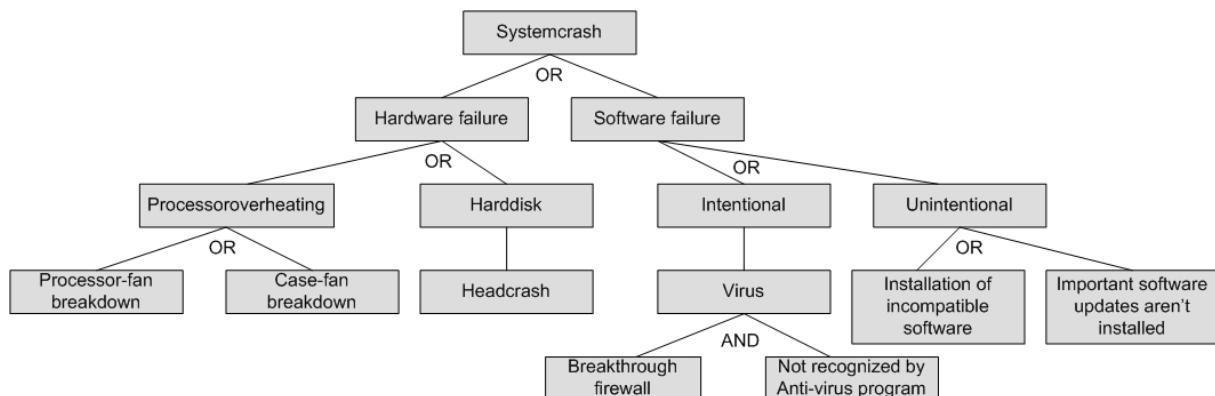 Systemcrash
OR
Hardware failure
Software failure
OR
OR
Processoroverheating
Harddisk
Intentional
Unintentional
OR
OR
Processor-fan
breakdown
Case-fan
breakdown
Headcrash
Virus
Installation of
incompatible
software
Important software
updates aren't
installed
AND
Breakthrough
firewall
Not recognized by
Anti-virus program